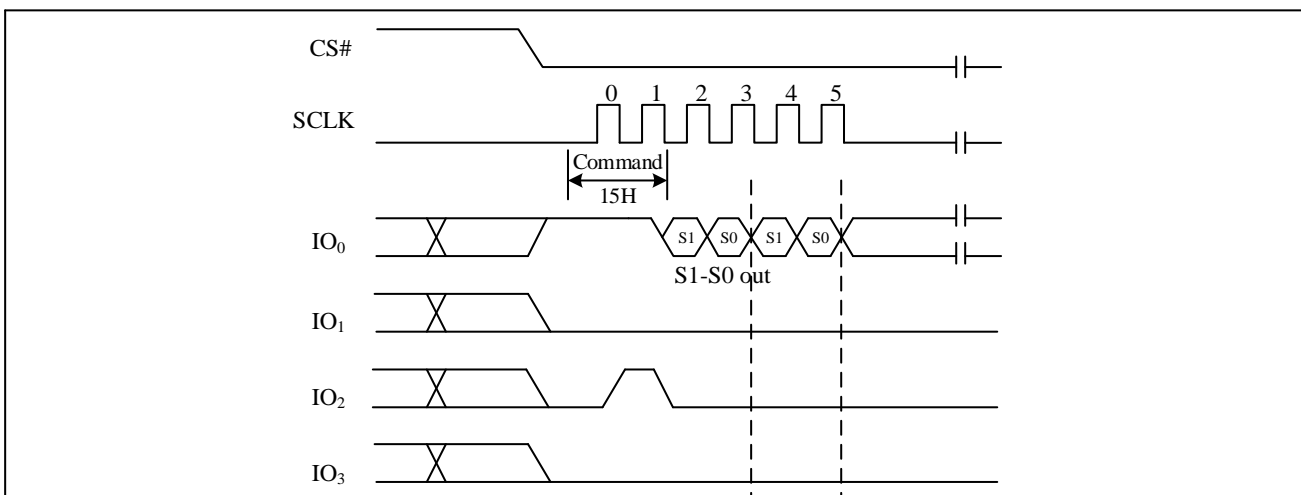 CS#
0 1 2 3 4 5
SCLK
Command
15H
IO₀
S1 S0 S1 S0
S1-S0 out
IO₁
IO₂
IO₃